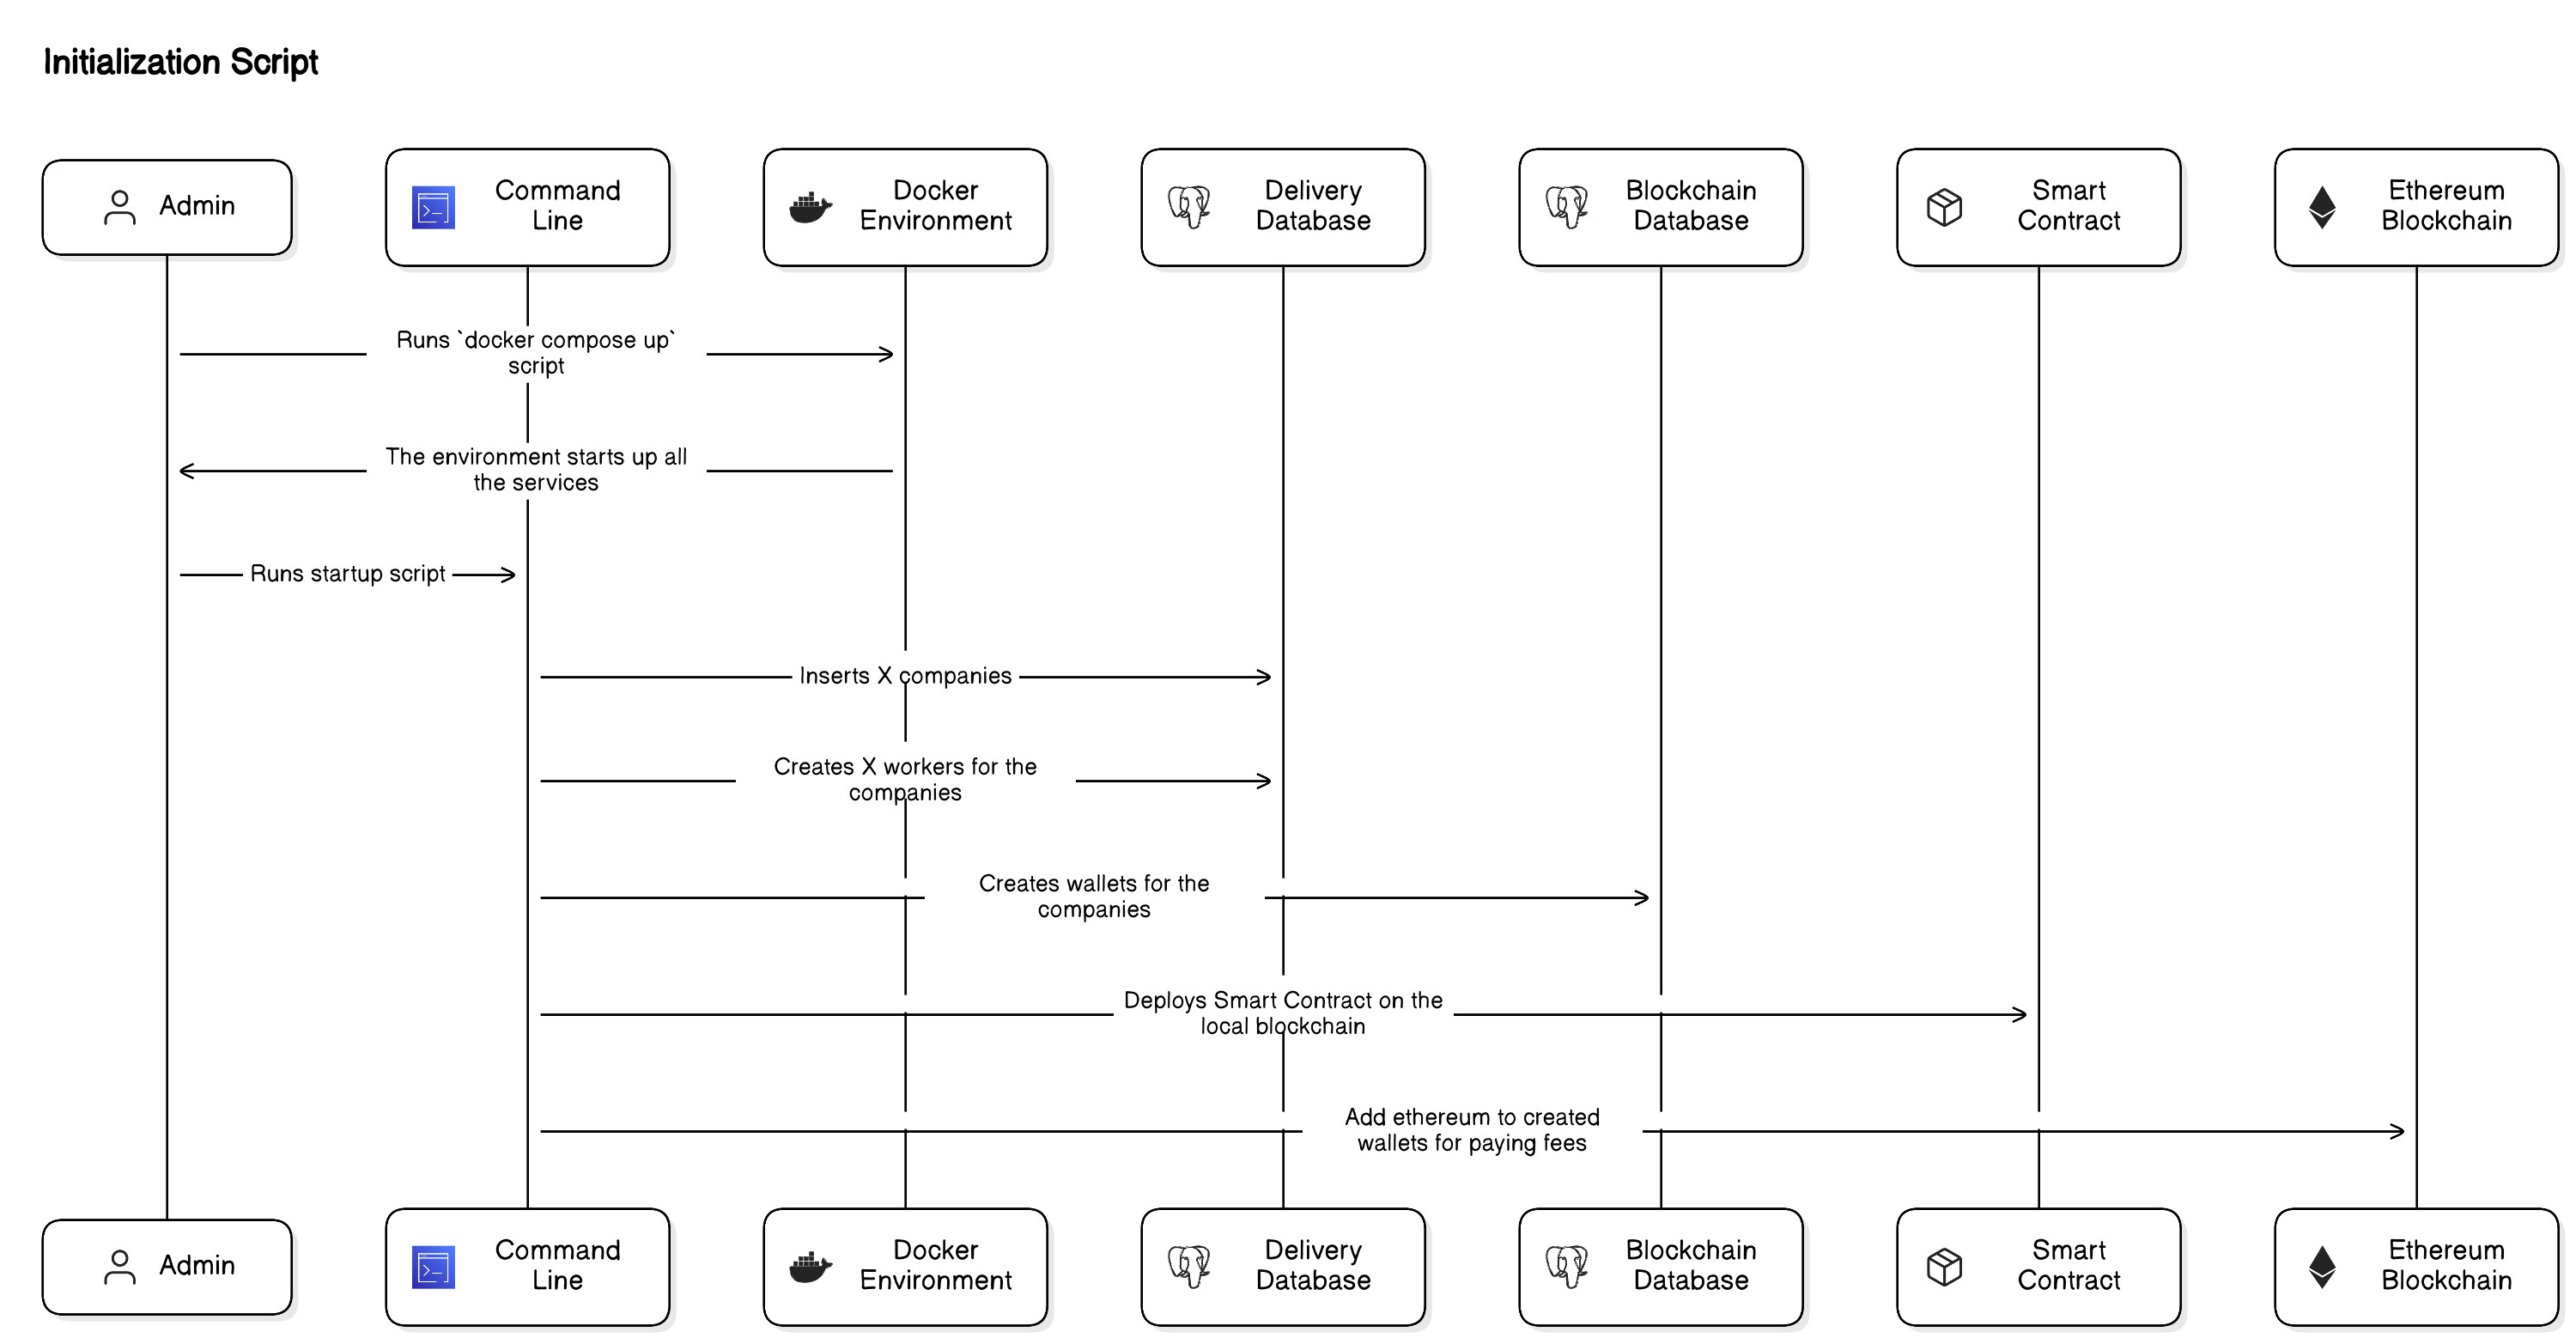 Initialization Script
Admin
Command
Line
Docker
Environment
Delivery
Database
Blockchain
Database
Smart
Contract
Ethereum
Blockchain
Runs `docker compose up`
script
The environment starts up all
the services
Runs startup script
Inserts X companies
Creates X workers for the
companies
Creates wallets for the
companies
Deploys Smart Contract on the
local blockchain
Add ethereum to created
wallets for paying fees
Admin
Command
Line
Docker
Environment
Delivery
Database
Blockchain
Database
Smart
Contract
Ethereum
Blockchain